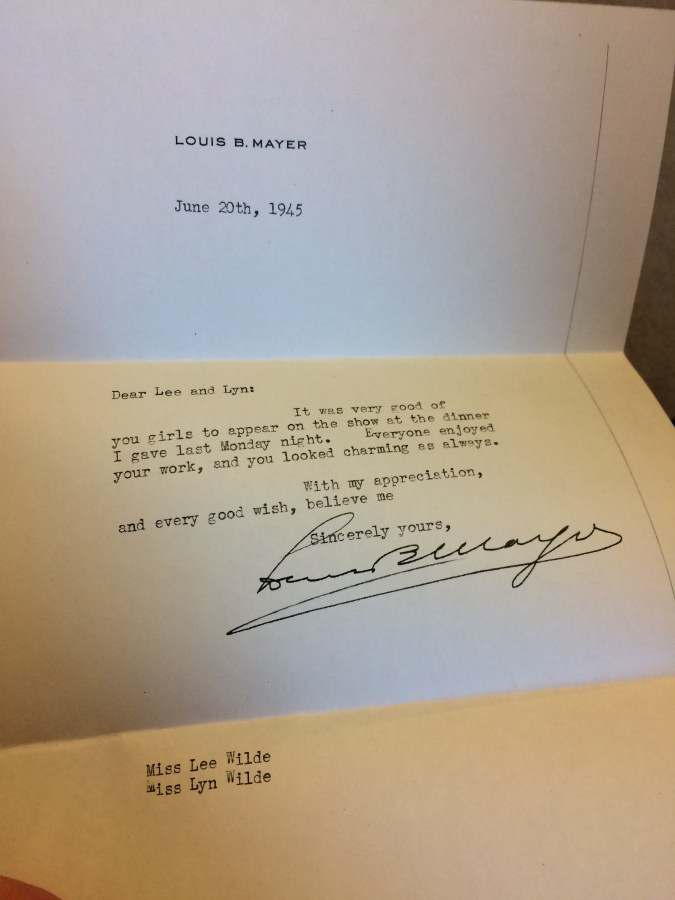 LOUIS B. MAYER
June 20th, 1945
Dear Lee and Lyn:
It was very good of
you girls to appear on the show at the dinner
I gave last Monday night. Everyone enjoyed
your work, and you looked charming as always.
With my appreciation,
and every good wish, believe me
Sincerely yours,
Louis B Mayer
Miss Lee Wilde
Miss Lyn Wilde